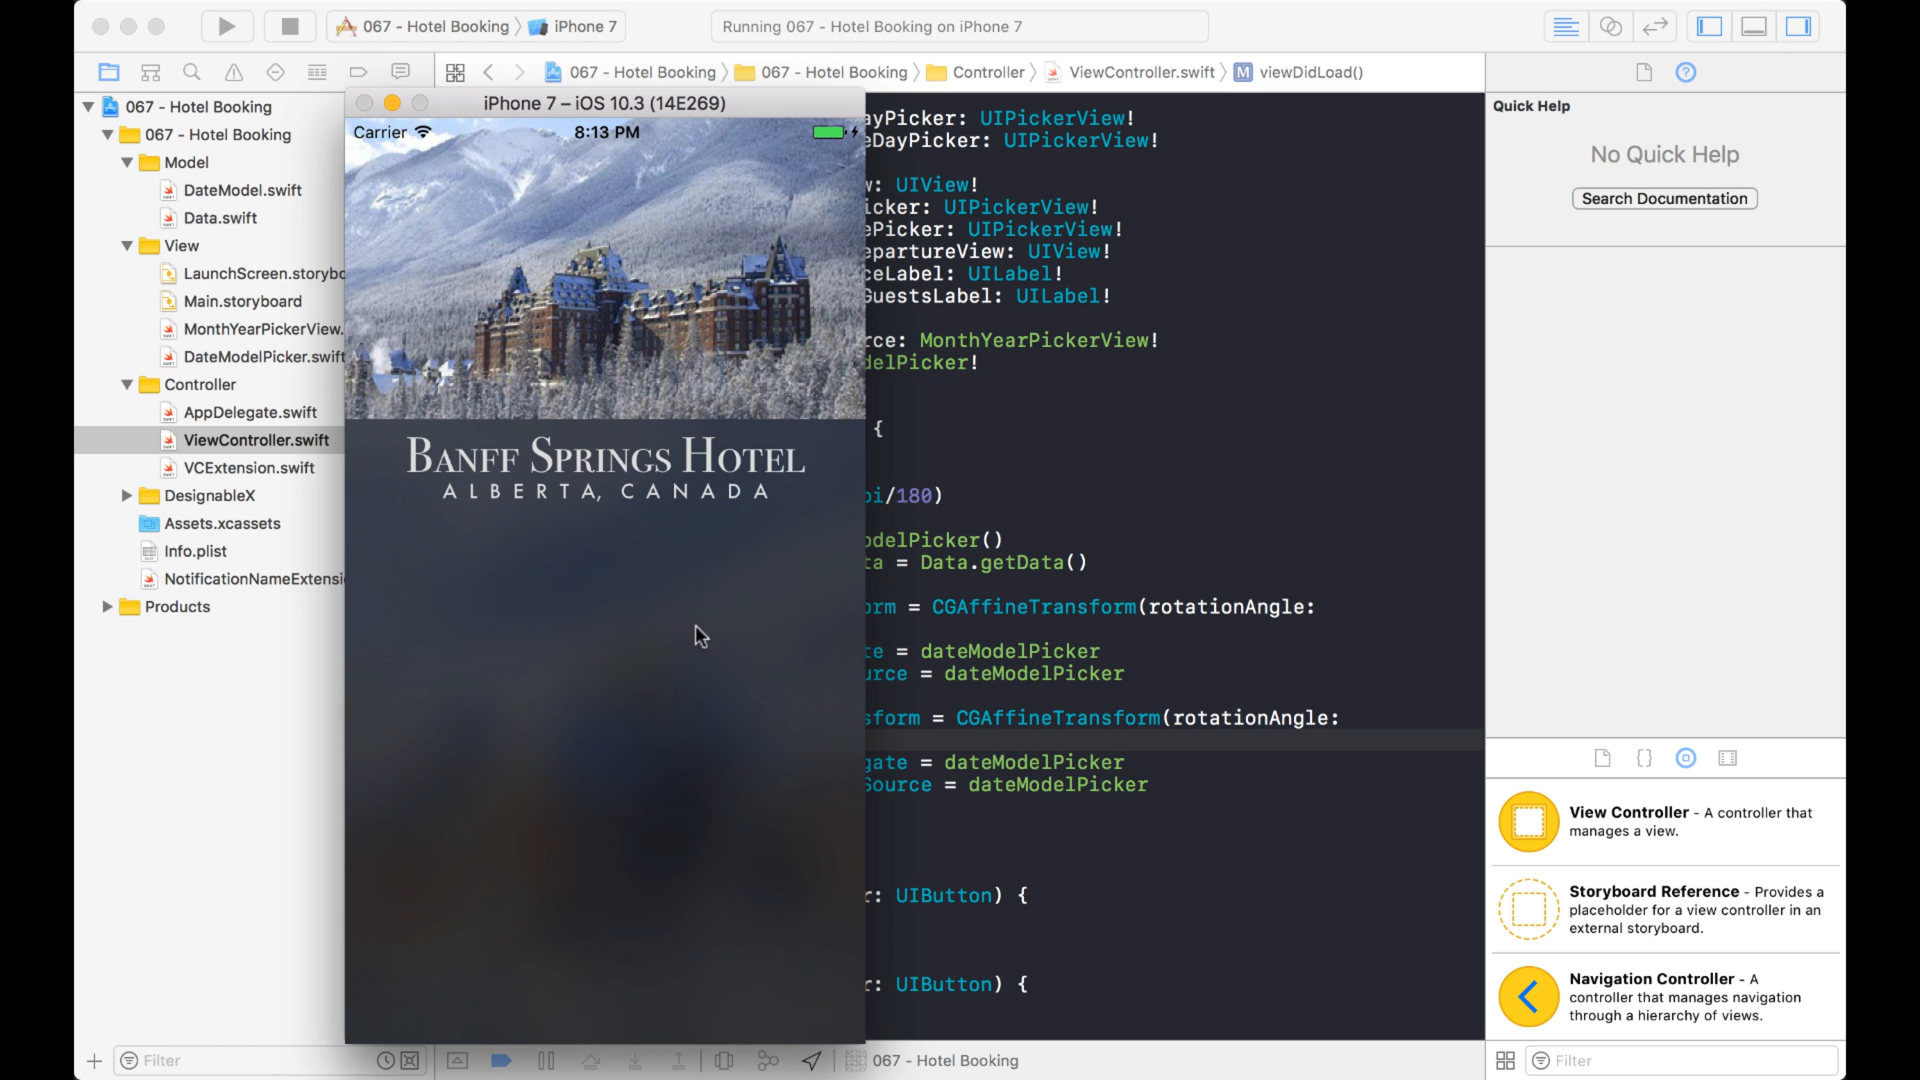 067 - Hotel Booking
iPhone 7
Running 067 - Hotel Booking on iPhone 7
067 - Hotel Booking
067 - Hotel Booking
Controller
ViewController.swift
M
viewDidLoad()
067 - Hotel Booking
067 - Hotel Booking
Model
DateModel.swift
Data.swift
View
LaunchScreen.storybo
Main.storyboard
MonthYearPickerView.
DateModelPicker.swift
Controller
AppDelegate.swift
ViewController.swift
VCExtension.swift
DesignableX
Assets.xcassets
Info.plist
NotificationNameExtensi
Products
Filter
iPhone 7 – iOS 10.3 (14E269)
Carrier
8:13 PM
BANFF SPRINGS HOTEL
ALBERTA, CANADA
ayPicker: UIPickerView!
eDayPicker: UIPickerView!
w: UIView!
icker: UIPickerView!
ePicker: UIPickerView!
epartureView: UIView!
ceLabel: UILabel!
GuestsLabel: UILabel!
rce: MonthYearPickerView!
delPicker!
{
pi/180)
odelPicker()
ta = Data.getData()
orm = CGAffineTransform(rotationAngle:
te = dateModelPicker
urce = dateModelPicker
sform = CGAffineTransform(rotationAngle:
gate = dateModelPicker
Source = dateModelPicker
r: UIButton) {
r: UIButton) {
067 - Hotel Booking
Quick Help
No Quick Help
Search Documentation
View Controller - A controller that
manages a view.
Storyboard Reference - Provides a
placeholder for a view controller in an
external storyboard.
Navigation Controller - A
controller that manages navigation
through a hierarchy of views.
Filter